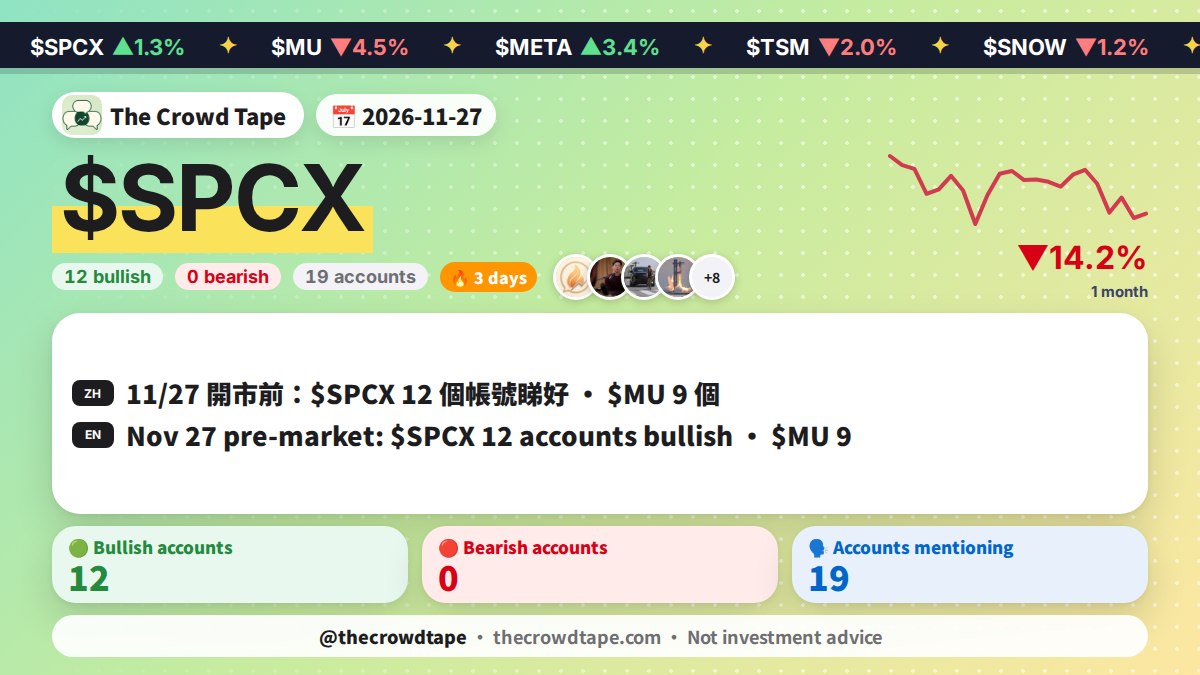 $SPCX ▲1.3% ✦ $MU ▼4.5% ✦ $META ▲3.4% ✦ $TSM ▼2.0% ✦ $SNOW ▼1.2% ✦
The Crowd Tape 📅 2026-11-27
$SPCX
▼14.2%
1 month
12 bullish 0 bearish 19 accounts 🔥 3 days +8
ZH 11/27 開市前：$SPCX 12 個帳號睇好 • $MU 9 個
EN Nov 27 pre-market: $SPCX 12 accounts bullish • $MU 9
🟢 Bullish accounts
12
🔴 Bearish accounts
0
🗣️ Accounts mentioning
19
@thecrowdtape • thecrowdtape.com • Not investment advice